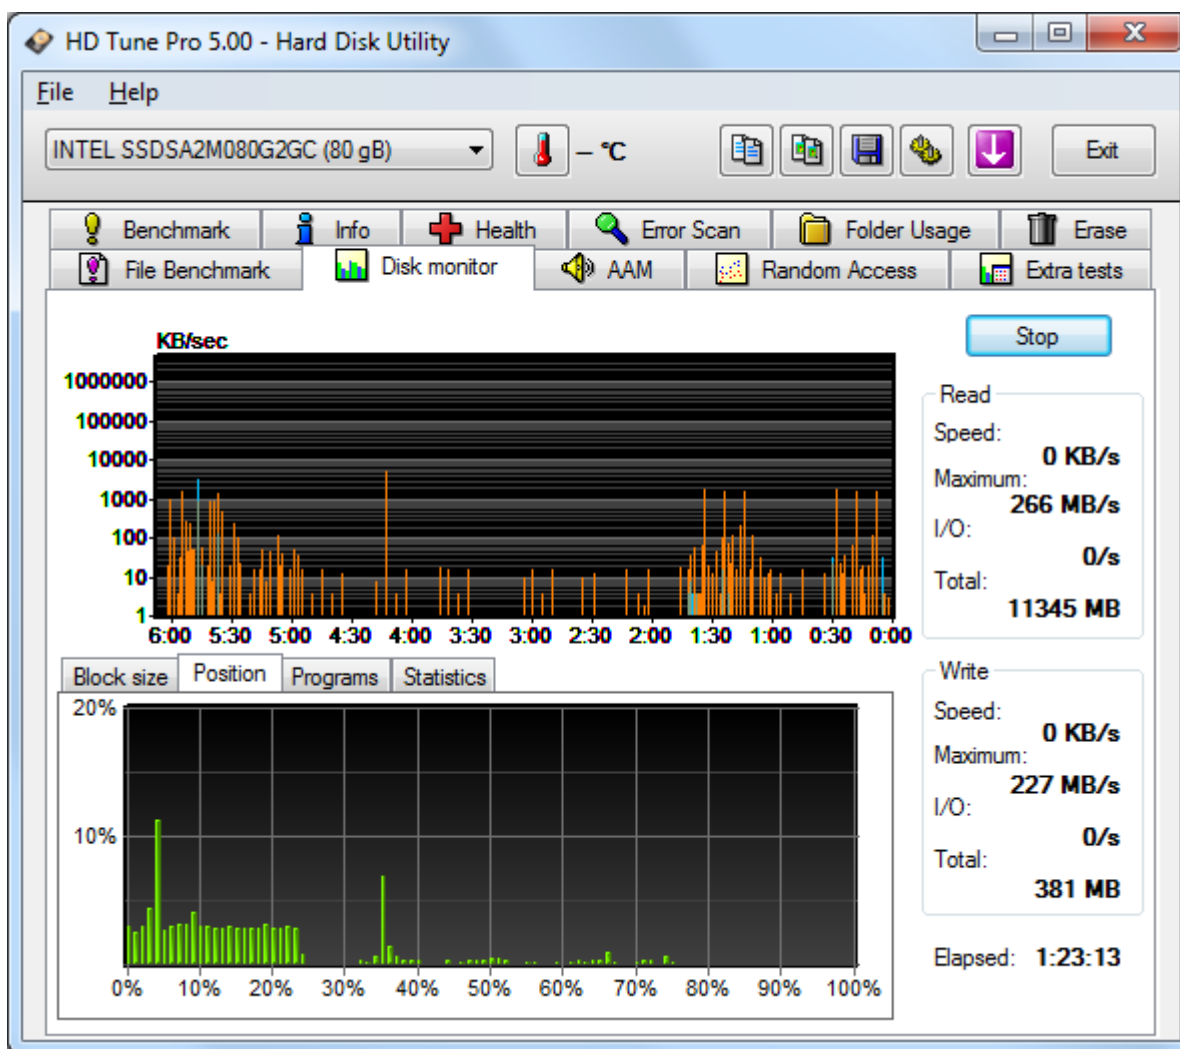 HD Tune Pro 5.00 - Hard Disk Utility
File Help
INTEL SSDSA2M080G2GC (80 gB) – °C Exit
Benchmark Info Health Error Scan Folder Usage Erase
File Benchmark Disk monitor AAM Random Access Extra tests
KB/sec
1000000
100000
10000
1000
100
10
1
6:00 5:30 5:00 4:30 4:00 3:30 3:00 2:30 2:00 1:30 1:00 0:30 0:00
Stop
Read
Speed:
0 KB/s
Maximum:
266 MB/s
I/O:
0/s
Total:
11345 MB
Block size Position Programs Statistics
20%
10%
0% 10% 20% 30% 40% 50% 60% 70% 80% 90% 100%
Write
Speed:
0 KB/s
Maximum:
227 MB/s
I/O:
0/s
Total:
381 MB
Elapsed: 1:23:13